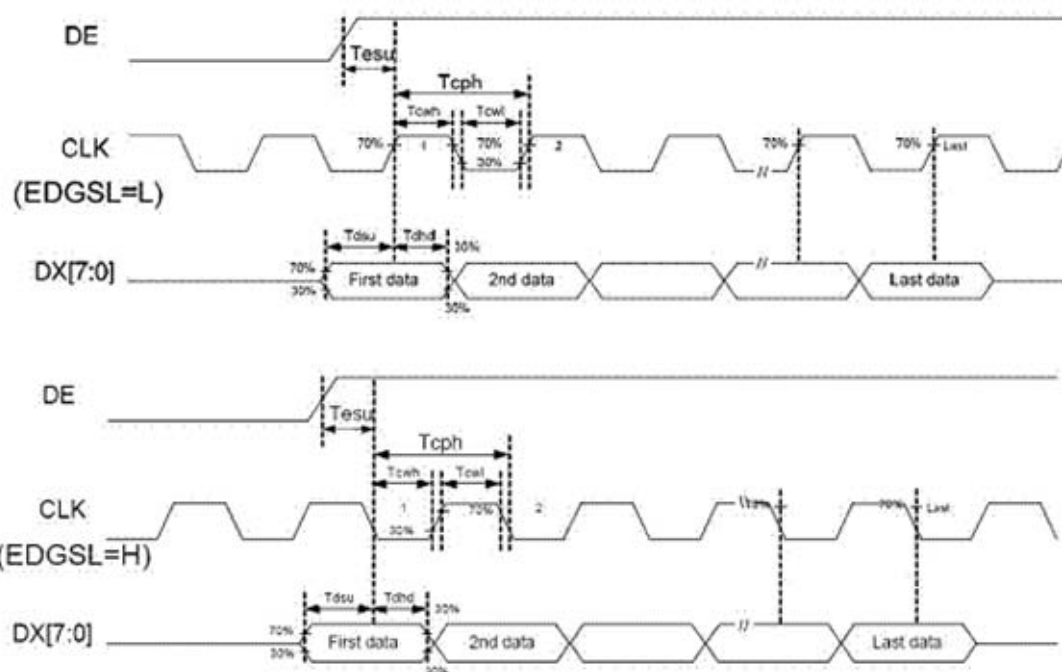 DE
Tesu
Tcph
Tcwh Tcwl
CLK 70% 1 70% 2 70% 70% Last
30%
(EDGSL=L)
Tdsu Tdhd 30%
DX[7:0] 70% First data 2nd data // Last data
30% 30%
DE
Tesu
Tcph
Tcwh Tcwl
CLK 1 70% 2 70% Last
30%
(EDGSL=H)
Tdsu Tdhd 30%
DX[7:0] 70% First data 2nd data // Last data
30% 30%